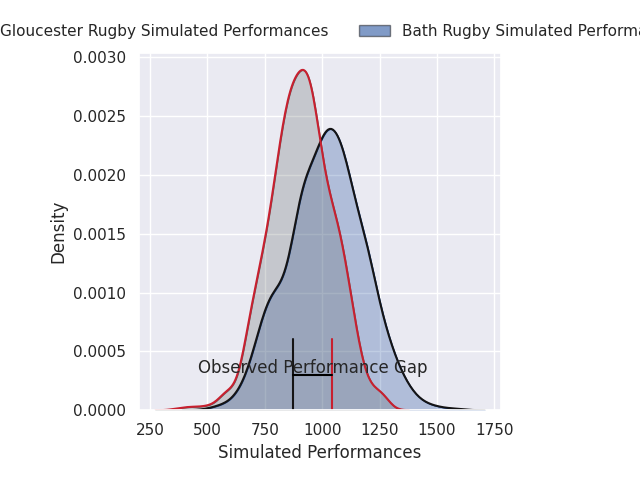 Gloucester Rugby Simulated Performances
Bath Rugby Simulated Performa
0.0030
0.0025
0.0020
0.0015
0.0010
0.0005
0.0000
Density
Observed Performance Gap
250 500 750 1000 1250 1500 1750
Simulated Performances